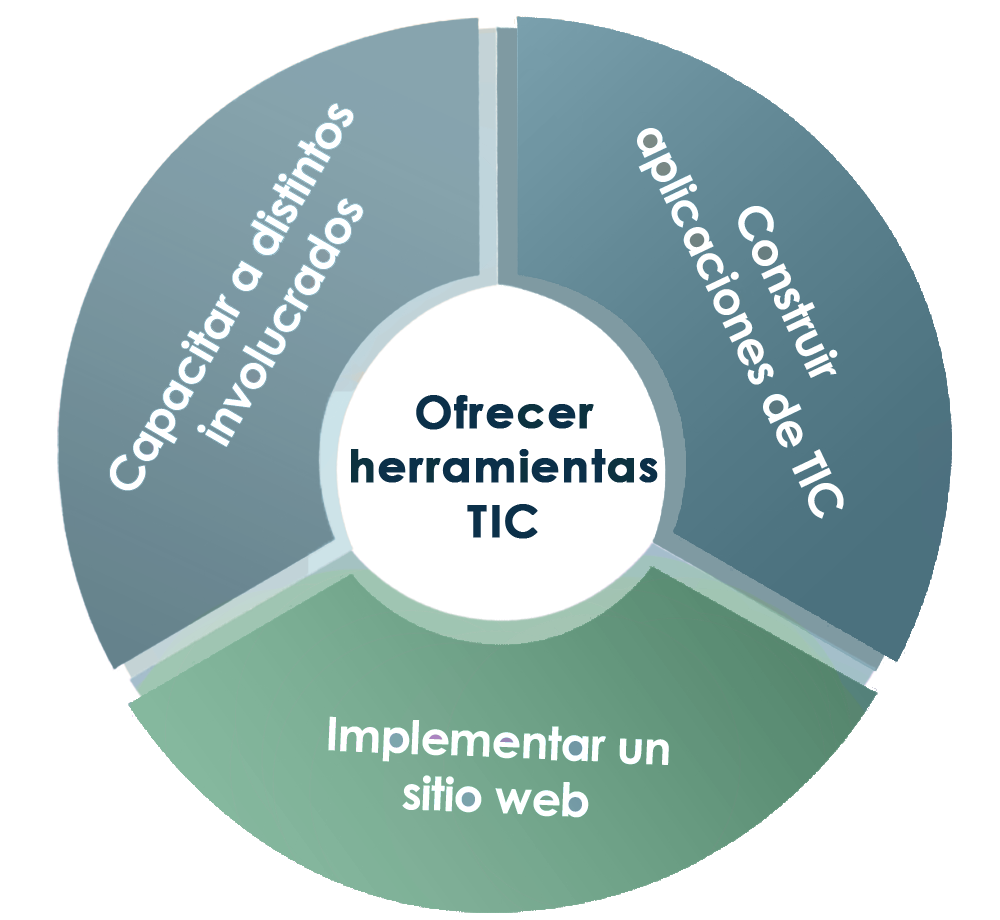 Capacitar a distintos
involucrados
Construir
aplicaciones de TIC
Ofrecer
herramientas
TIC
Implementar un
sitio web